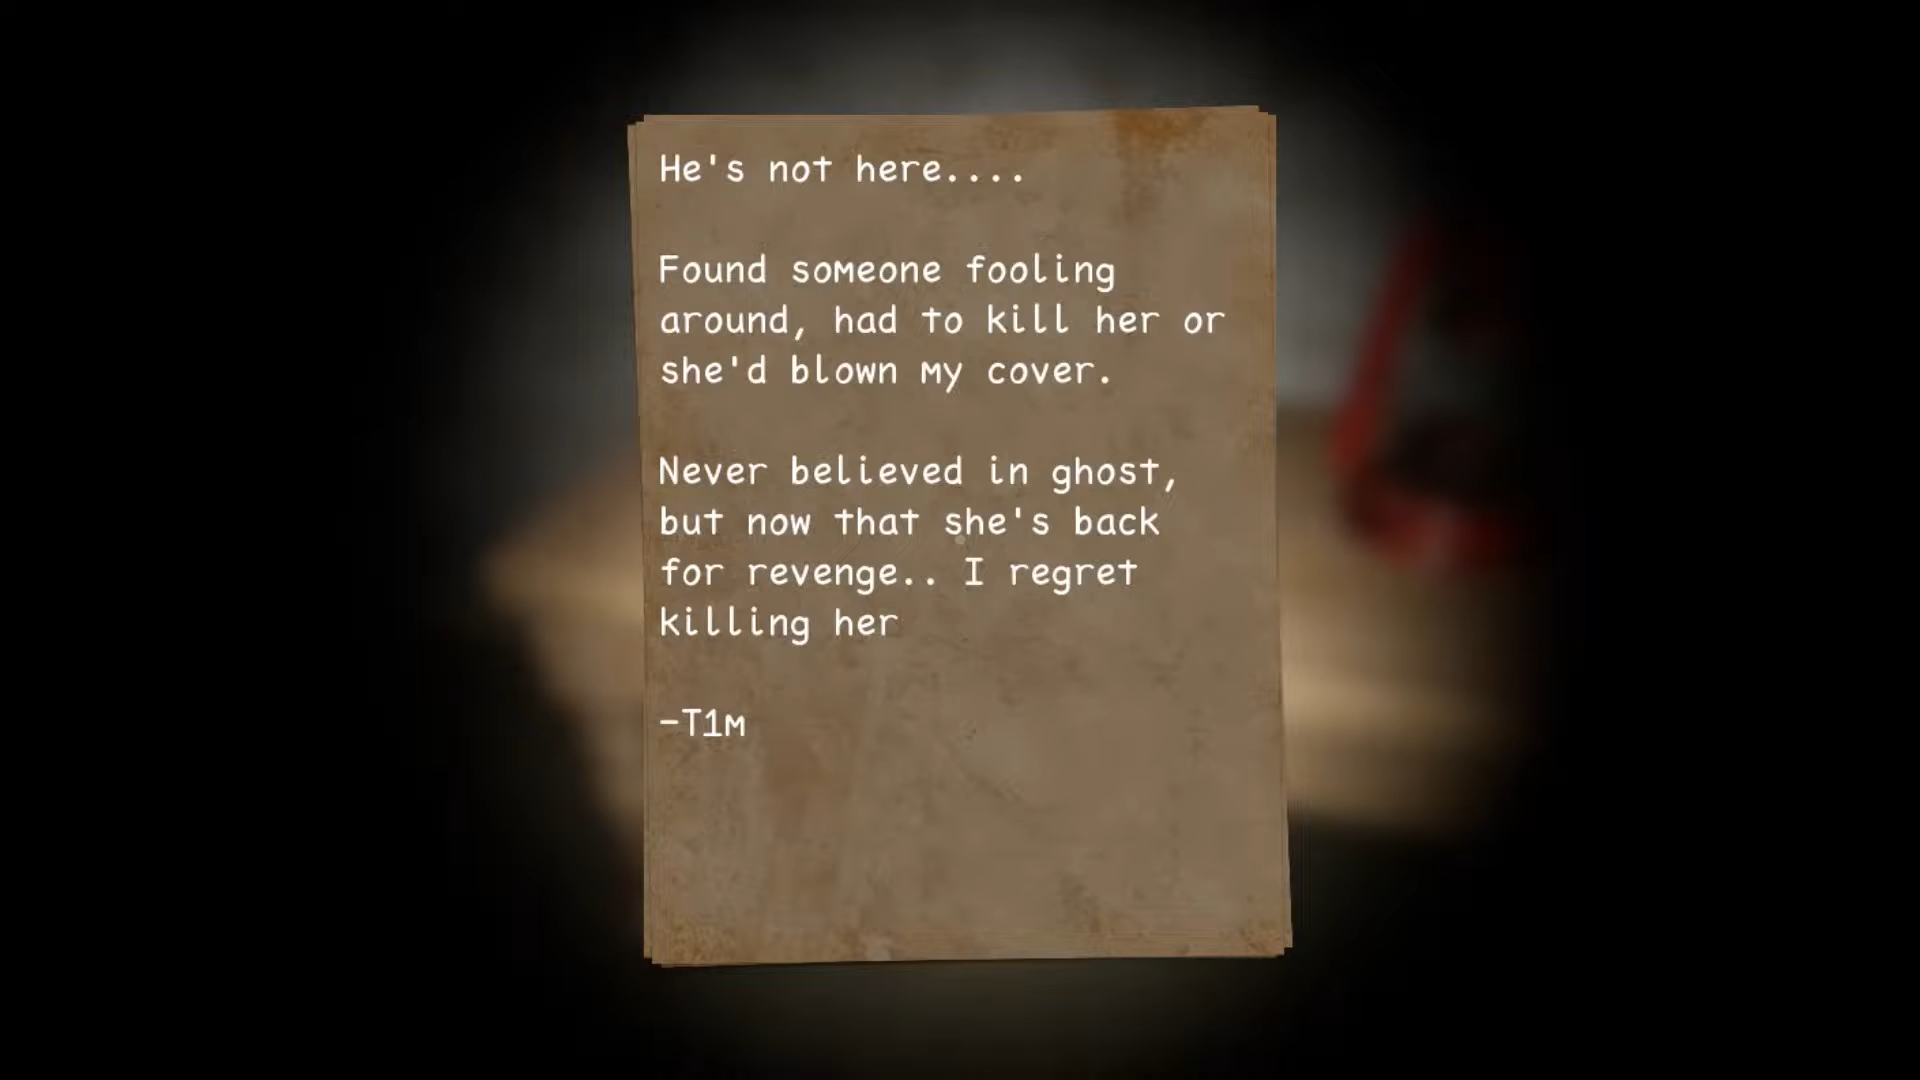 He's not here....
Found someone fooling
around, had to kill her or
she'd blown my cover.
Never believed in ghost,
but now that she's back
for revenge.. I regret
killing her
-T1m